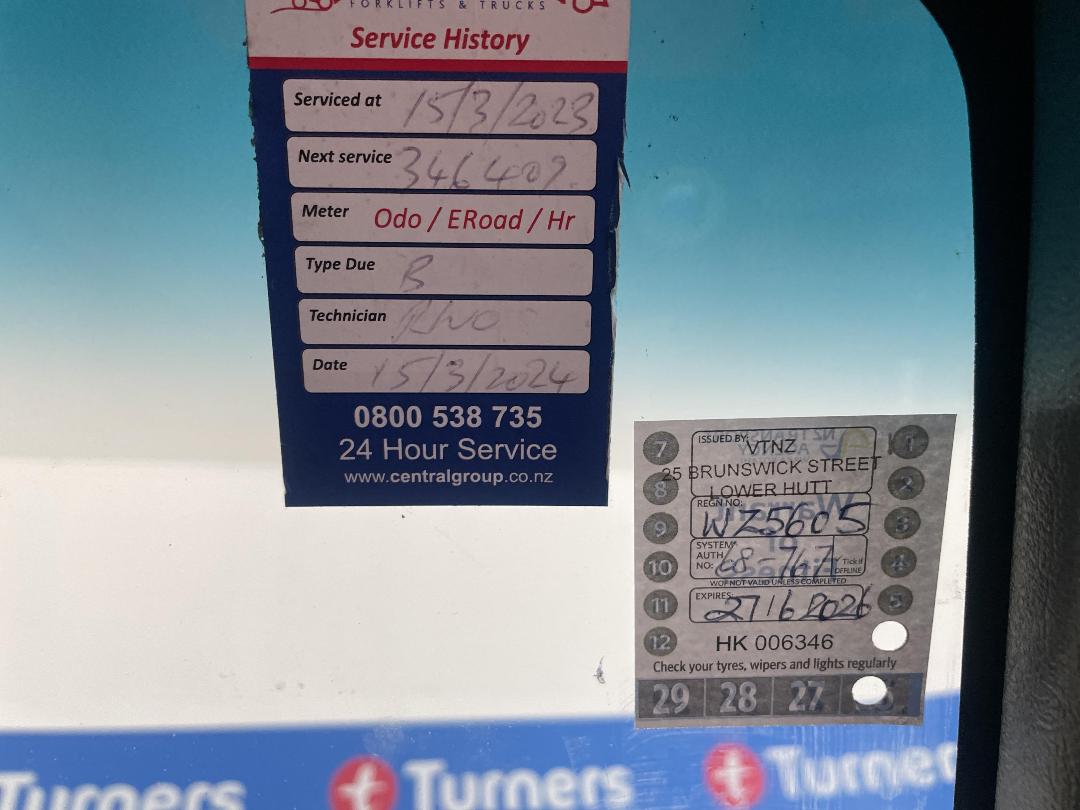 FORKLIFTS & TRUCKS
Service History
Serviced at 15/3/2023
Next service 346409
Meter Odo / ERoad / Hr
Type Due B
Technician
Date 15/3/2024
0800 538 735
24 Hour Service
www.centralgroup.co.nz
7 ISSUED BY: VTNZ 1
25 BRUNSWICK STREET
8 LOWER HUTT 2
REGN NO:
9 WZ5605 3
SYSTEM
AUTH
NO: 68-767 Tick if
OFFLINE
10 4
WOF NOT VALID UNLESS COMPLETED
11 EXPIRES: 27/6 2026 5
12 HK 006346
Check your tyres, wipers and lights regularly
29 28 27
Turners Turners Turners